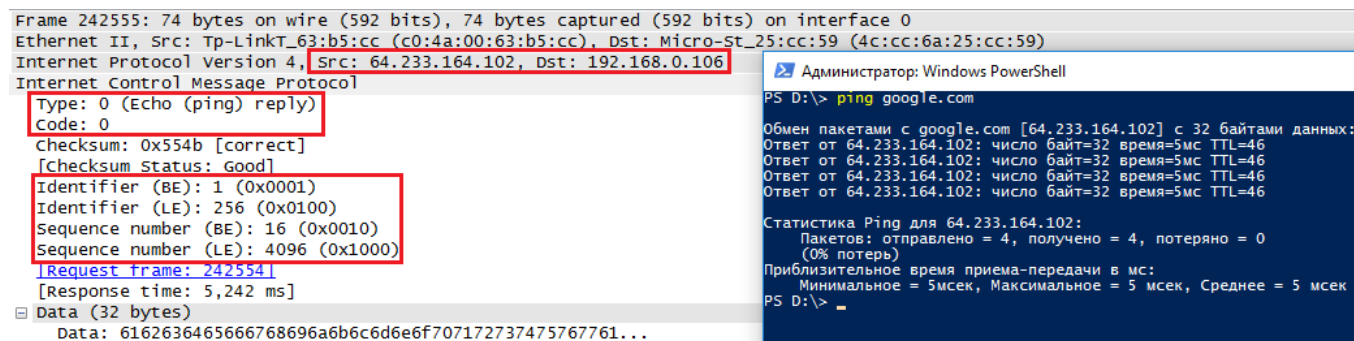 Frame 242555: 74 bytes on wire (592 bits), 74 bytes captured (592 bits) on interface 0
Ethernet II, Src: Tp-LinkT_63:b5:cc (c0:4a:00:63:b5:cc), Dst: Micro-St_25:cc:59 (4c:cc:6a:25:cc:59)
Internet Protocol Version 4, Src: 64.233.164.102, Dst: 192.168.0.106
Internet Control Message Protocol
Type: 0 (Echo (ping) reply)
Code: 0
Checksum: 0x554b [correct]
[Checksum Status: Good]
Identifier (BE): 1 (0x0001)
Identifier (LE): 256 (0x0100)
Sequence number (BE): 16 (0x0010)
Sequence number (LE): 4096 (0x1000)
[Request frame: 242554]
[Response time: 5,242 ms]
Data (32 bytes)
Data: 6162636465666768696a6b6c6d6e6f707172737475767761...
Администратор: Windows PowerShell
PS D:\> ping google.com
Обмен пакетами с google.com [64.233.164.102] с 32 байтами данных:
Ответ от 64.233.164.102: число байт=32 время=5мс TTL=46
Ответ от 64.233.164.102: число байт=32 время=5мс TTL=46
Ответ от 64.233.164.102: число байт=32 время=5мс TTL=46
Ответ от 64.233.164.102: число байт=32 время=5мс TTL=46
Статистика Ping для 64.233.164.102:
Пакетов: отправлено = 4, получено = 4, потеряно = 0
(0% потерь)
Приблизительное время приема-передачи в мс:
Минимальное = 5мсек, Максимальное = 5 мсек, Среднее = 5 мсек
PS D:\> _